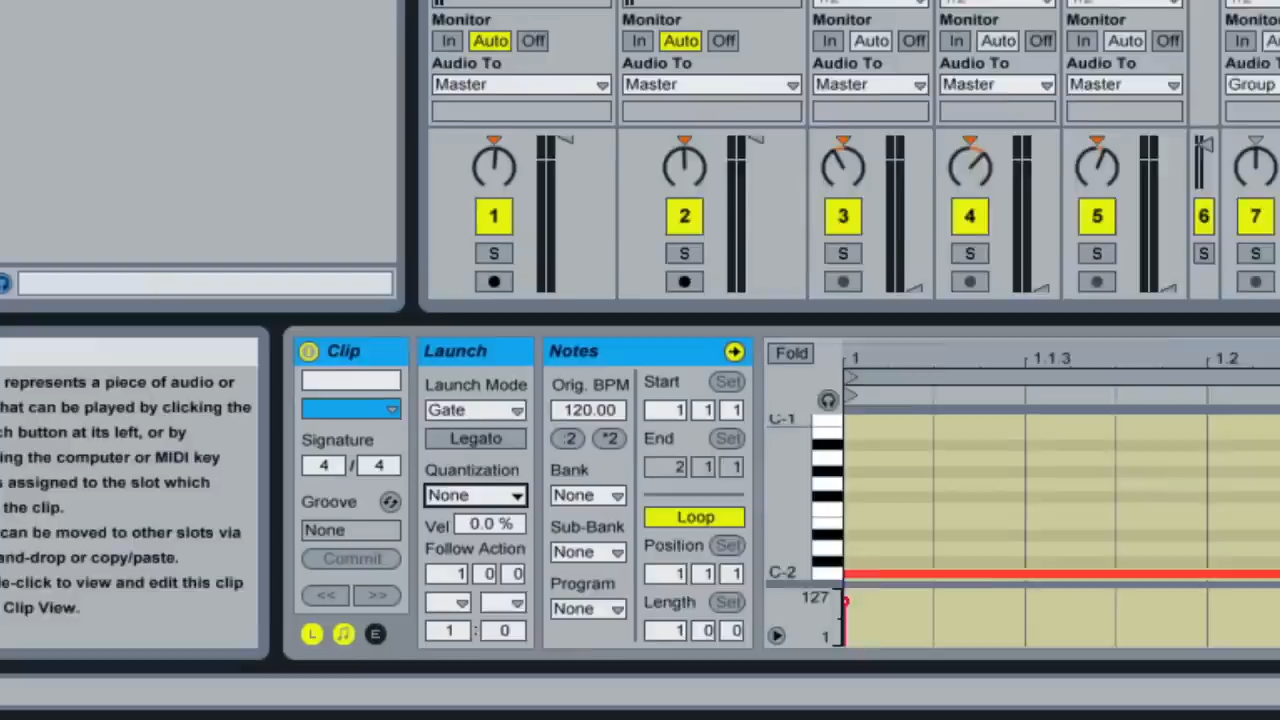 Monitor Monitor Monitor Monitor Monitor Monitor
In Auto Off In Auto Off In Auto Off In Auto Off In Auto Off In
Audio To Audio To Audio To Audio To Audio To
Master Master Master Master Master Group
1 2 3 4 5 6 7
S S S S S S S
Clip Launch Notes Fold 1 1.1.3 1.2
represents a piece of audio or
hat can be played by clicking the
ch button at its left, or by
ing the computer or MIDI key
s assigned to the slot which
the clip.
can be moved to other slots via
and-drop or copy/paste.
le-click to view and edit this clip
Clip View.
Signature
4 / 4
Groove
None
Commit
<< >>
L E
Launch Mode
Gate
Legato
Quantization
None
Vel 0.0 %
Follow Action
1 0 0
1 : 0
Orig. BPM
120.00
:2 *2
Bank
None
Sub-Bank
None
Program
None
Start Set
1 1 1
End Set
2 1 1
Loop
Position Set
1 1 1
Length Set
1 0 0
C-1
C-2
127
1